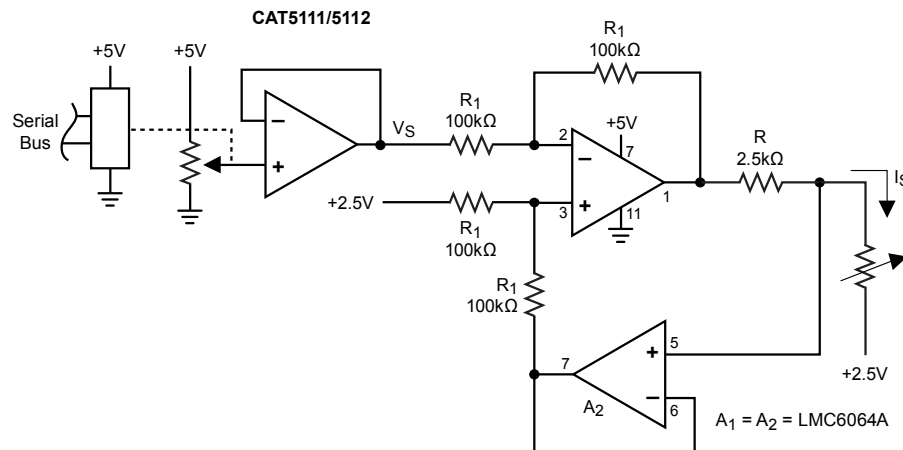 CAT5111/5112
+5V
+5V
Serial
Bus
VS
R1
100kΩ
R1
100kΩ
+5V
2
7
3
11
1
R
2.5kΩ
IS
+2.5V
R1
100kΩ
R1
100kΩ
+2.5V
5
6
7
A2
A1 = A2 = LMC6064A